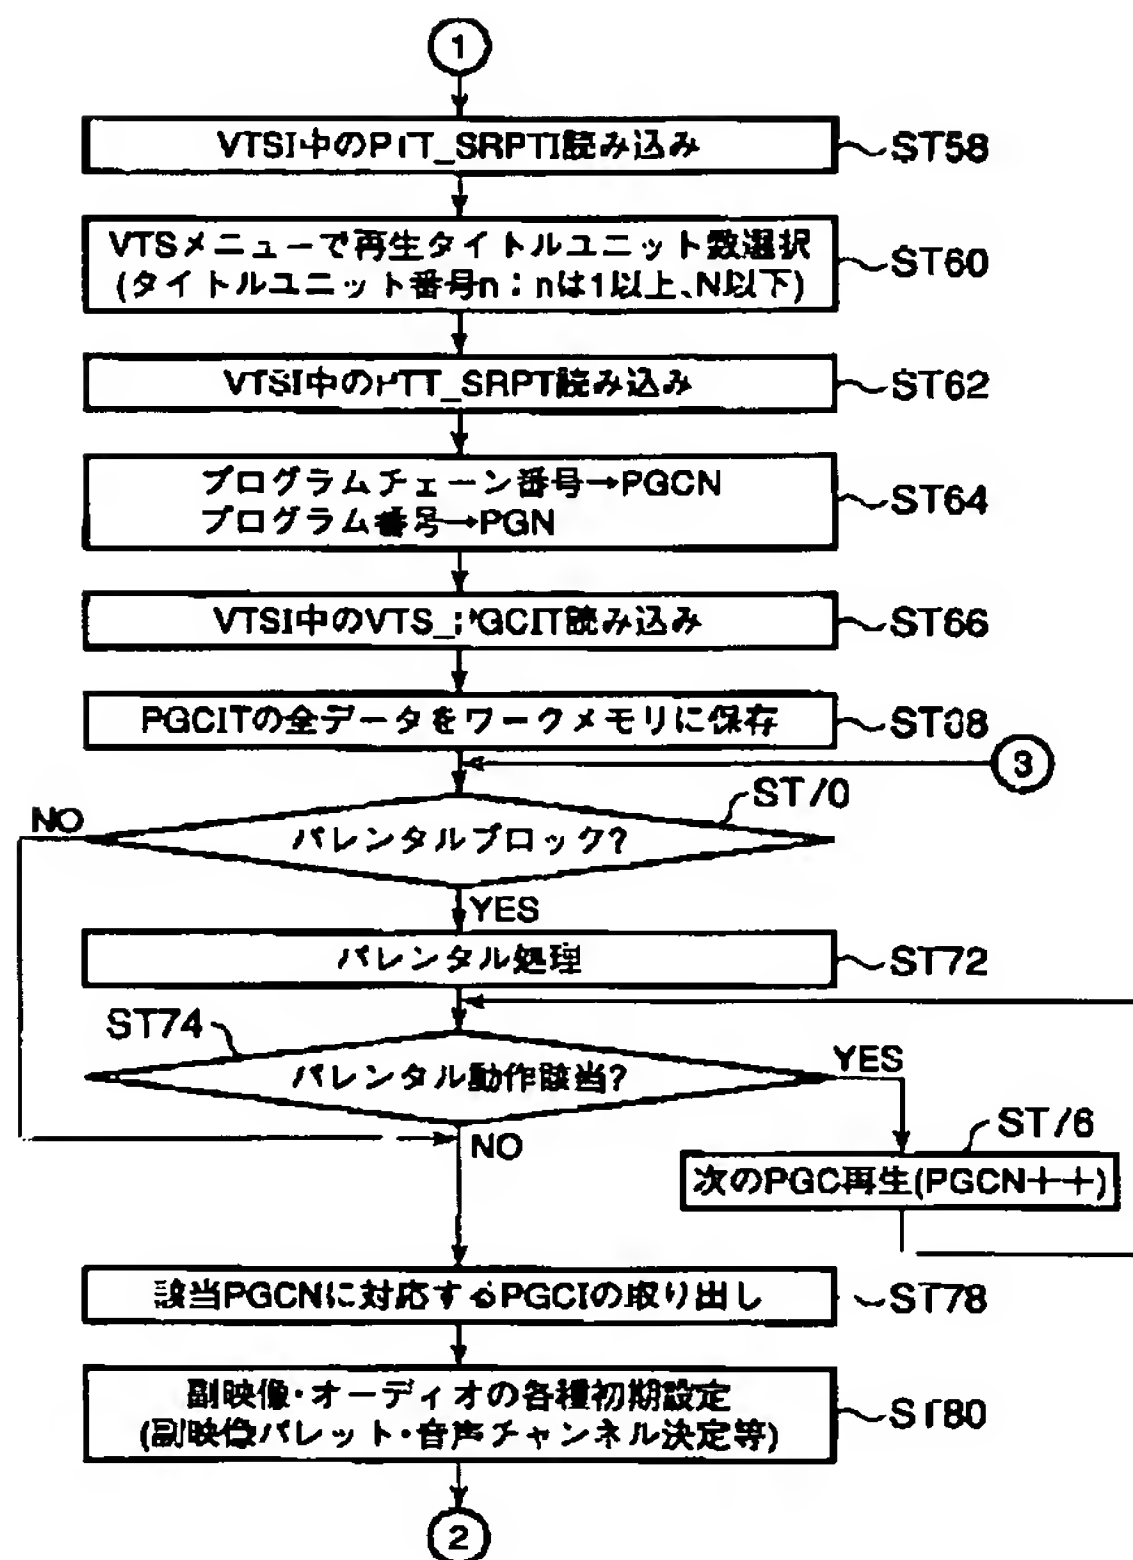 1
VTSI中のPTT_SRPTI読み込み
ST58
VTSメニューで再生タイトルユニット数選択
(タイトルユニット番号n；nは1以上、N以下)
ST60
VTSI中のPTT_SRPT読み込み
ST62
プログラムチェーン番号→PGCN
プログラム番号→PGN
ST64
VTSI中のVTS_PGCIT読み込み
ST66
PGCITの全データをワークメモリに保存
ST68
3
ST70
NO
パレンタルブロック?
YES
パレンタル処理
ST72
ST74
パレンタル動作該当?
YES
NO
ST76
次のPGC再生(PGCN++)
該当PGCNに対応するPGCIの取り出し
ST78
副映像・オーディオの各種初期設定
(副映像パレット・音声チャンネル決定等)
ST80
2